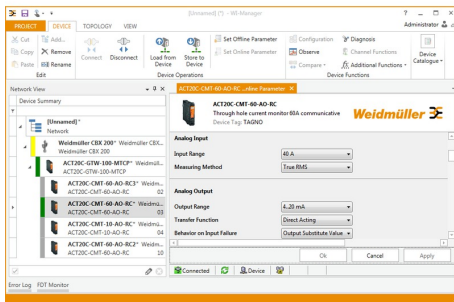 [Unnamed] (*) - WI-Manager
PROJECT DEVICE TOPOLOGY VIEW Administrator
Cut Add...
Copy Remove
Paste Rename
Edit
Connect Disconnect
Load from Device Store to Device
Set Offline Parameter
Set Online Parameter
Device Operations
Configuration Diagnosis
Observe Channel Functions
Compare Additional Functions
Device Functions
Device Catalogue
Network View
Device Summary
[Unnamed]*
Network
Weidmüller CBX 200* Weidmüller CBX...
Weidmüller CBX 200
ACT20C-GTW-100-MTCP* Weidmüll...
ACT20C-GTW-100-MTCP
ACT20C-CMT-60-AO-RC3* Weidm...
ACT20C-CMT-60-AO-RC 02
ACT20C-CMT-60-AO-RC* Weidmü...
ACT20C-CMT-60-AO-RC 03
ACT20C-CMT-10-AO-RC* Weidmü...
ACT20C-CMT-10-AO-RC 04
ACT20C-CMT-60-AO-RC2* Weidm...
ACT20C-CMT-60-AO-RC 10
ACT20C-CMT-60-AO-RC ...nline Parameter
ACT20C-CMT-60-AO-RC
Through hole current monitor 60A communicative
Device Tag: TAGNO
Weidmüller
Analog Input
Input Range 40 A
Measuring Method True RMS
Analog Output
Output Range 4..20 mA
Transfer Function Direct Acting
Behavior on Input Failure Output Substitute Value
Ok Cancel Apply
Connected Device
Error Log FDT Monitor